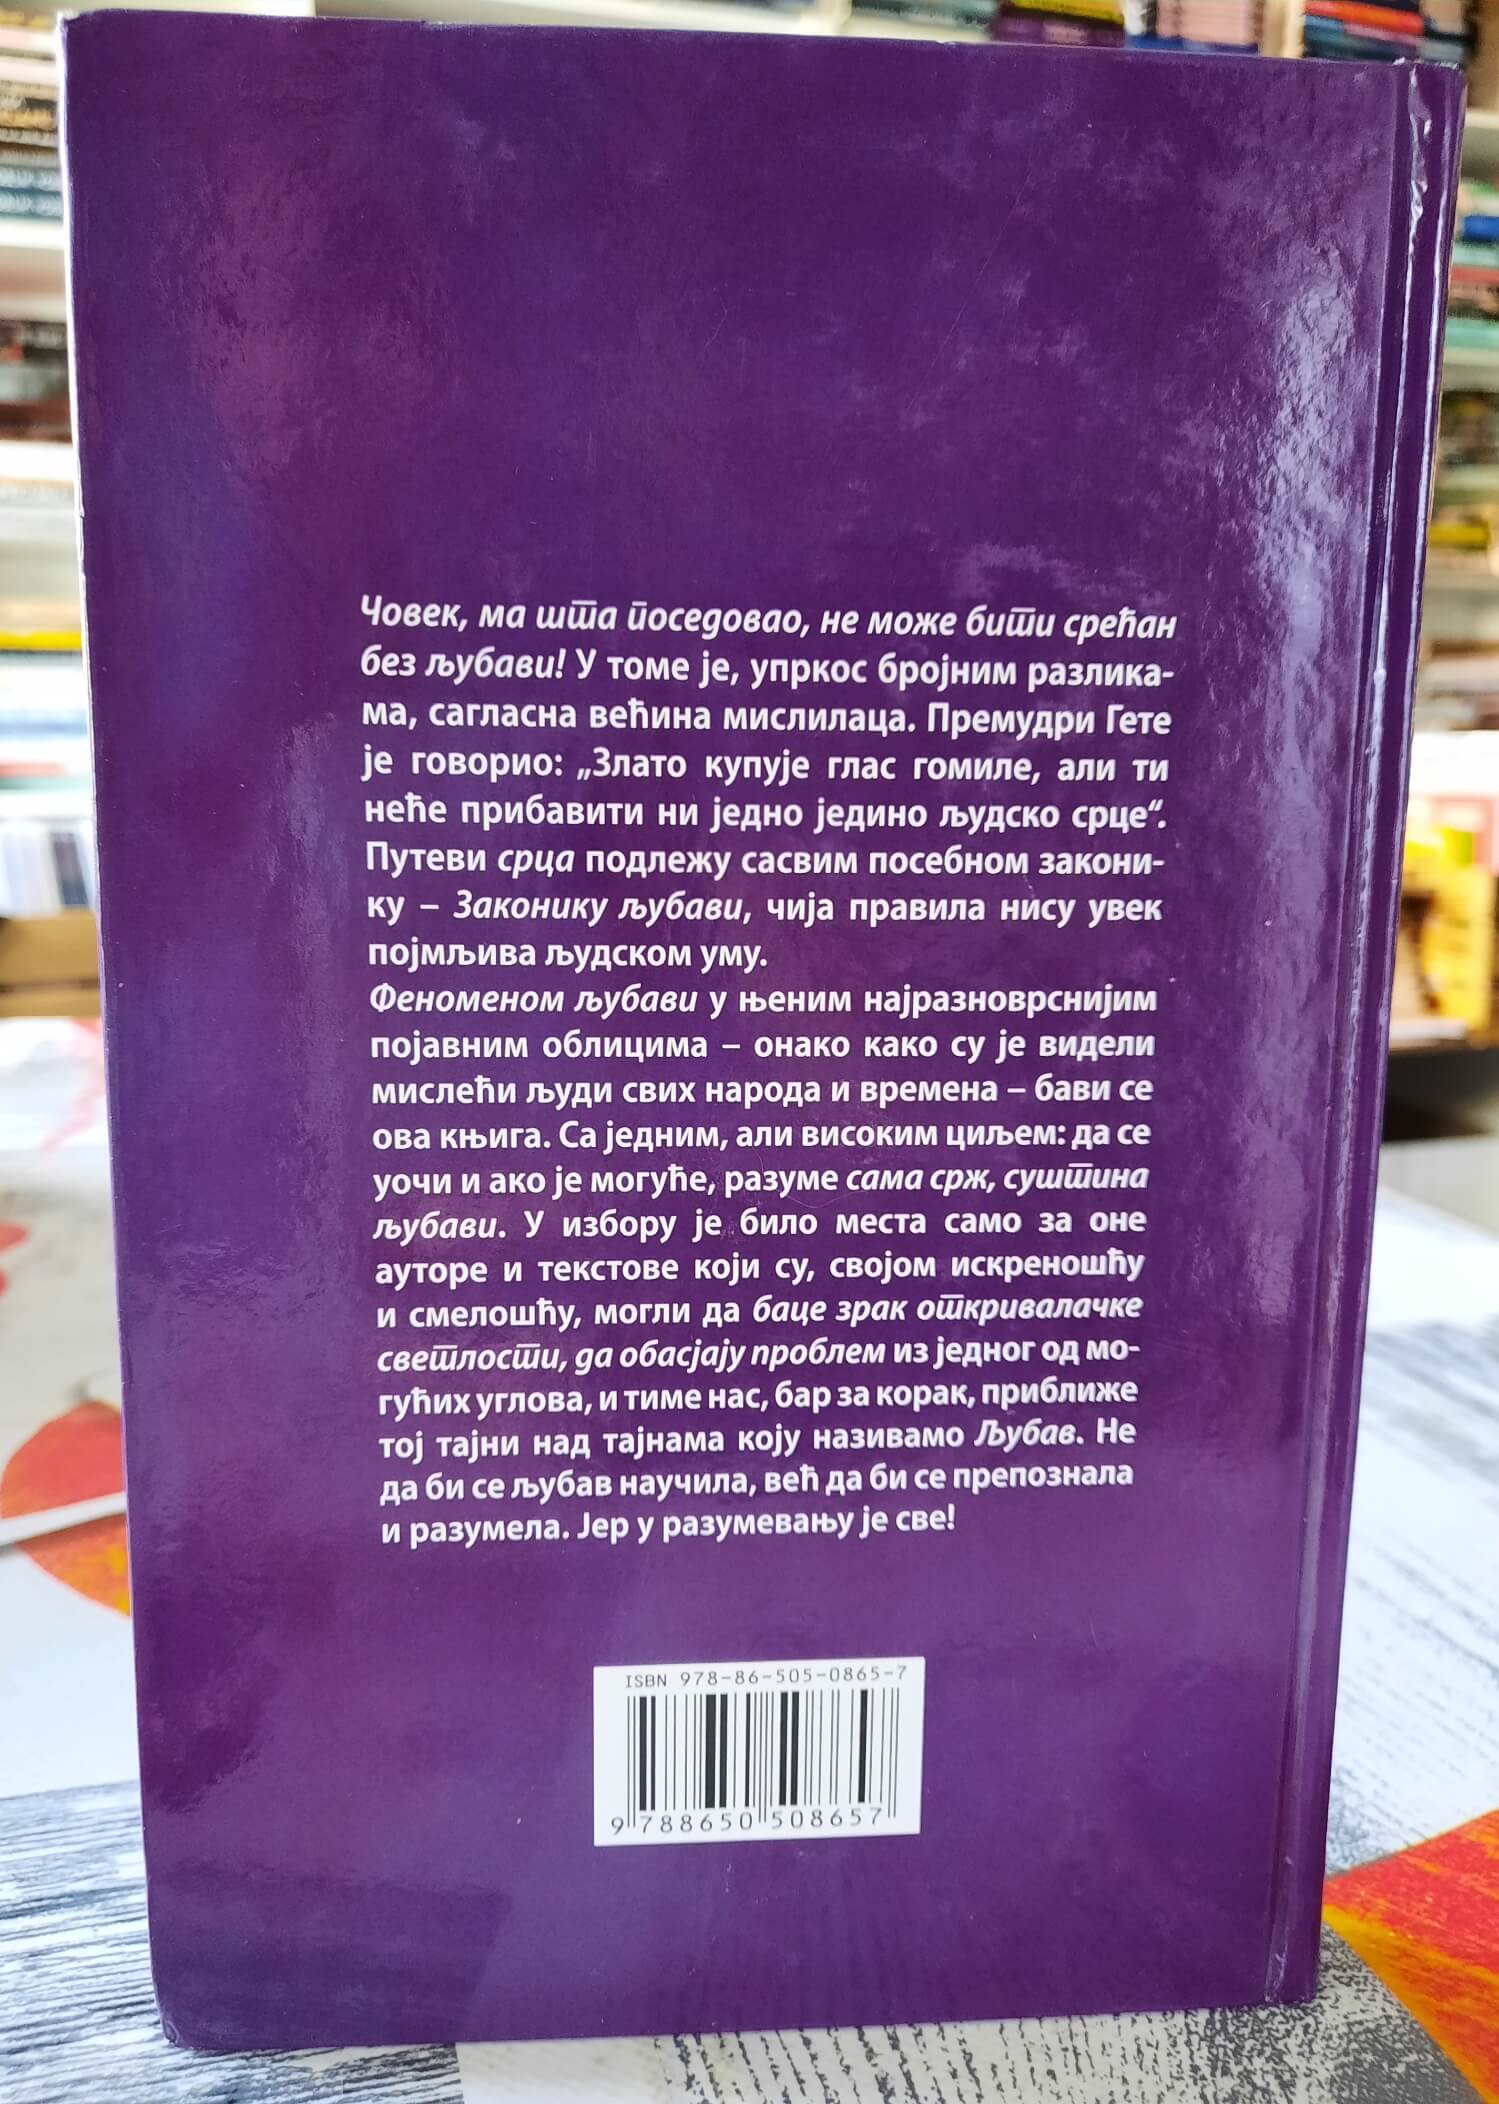 Човек, ма шта поседовао, не може бити срећан
без љубави! У томе је, упркос бројним разлика-
ма, сагласна већина мислилаца. Премудри Гете
је говорио: „Злато купује глас гомиле, али ти
неће прибавити ни једно једино људско срце“.
Путеви срца подлежу сасвим посебном закони-
ку – Законику љубави, чија правила нису увек
појмљива људском уму.
Феноменом љубави у њеним најразноврснијим
појавним облицима – онако како су је видели
мислећи људи свих народа и времена – бави се
ова књига. Са једним, али високим циљем: да се
уочи и ако је могуће, разуме сама срж, суштина
љубави. У избору је било места само за оне
ауторе и текстове који су, својом искреношћу
и смелошћу, могли да баце зрак откривалачке
светлости, да обасјају проблем из једног од мо-
гућих углова, и тиме нас, бар за корак, приближе
тој тајни над тајнама коју називамо Љубав. Не
да би се љубав научила, већ да би се препознала
и разумела. Јер у разумевању је све!
ISBN 978-86-505-0865-7
9 788650 508657